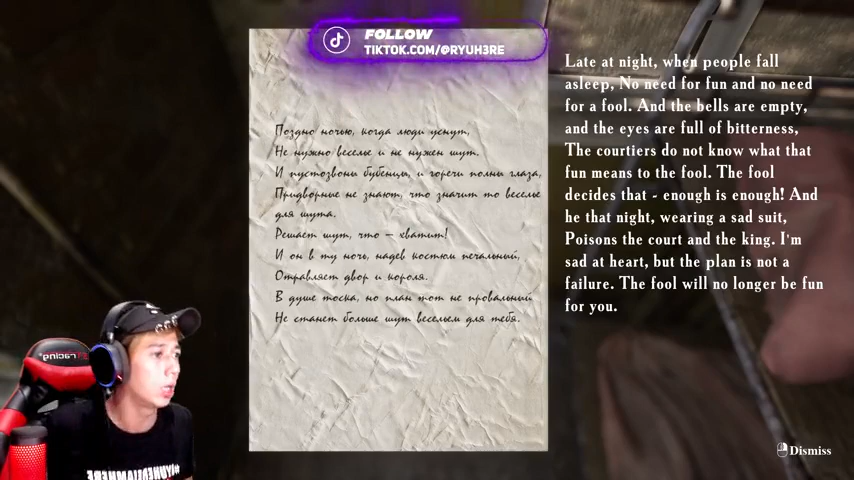 FOLLOW
TIKTOK.COM/@RYUH3RE
Поздно ночью, когда люди уснут,
Не нужно веселье и не нужен шут.
И пустозвоны бубенцы, и горечи полны глаза,
Придворные не знают, что значит то веселье
для шута.
Решает шут, что – хватит!
И он в ту ночь, надев костюм печальный,
Отравляет двор и короля.
В душе тоска, но план тот не провальный
Не станет больше шут весельем для тебя.
Late at night, when people fall
asleep, No need for fun and no need
for a fool. And the bells are empty,
and the eyes are full of bitterness,
The courtiers do not know what that
fun means to the fool. The fool
decides that - enough is enough! And
he that night, wearing a sad suit,
Poisons the court and the king. I'm
sad at heart, but the plan is not a
failure. The fool will no longer be fun
for you.
Dismiss